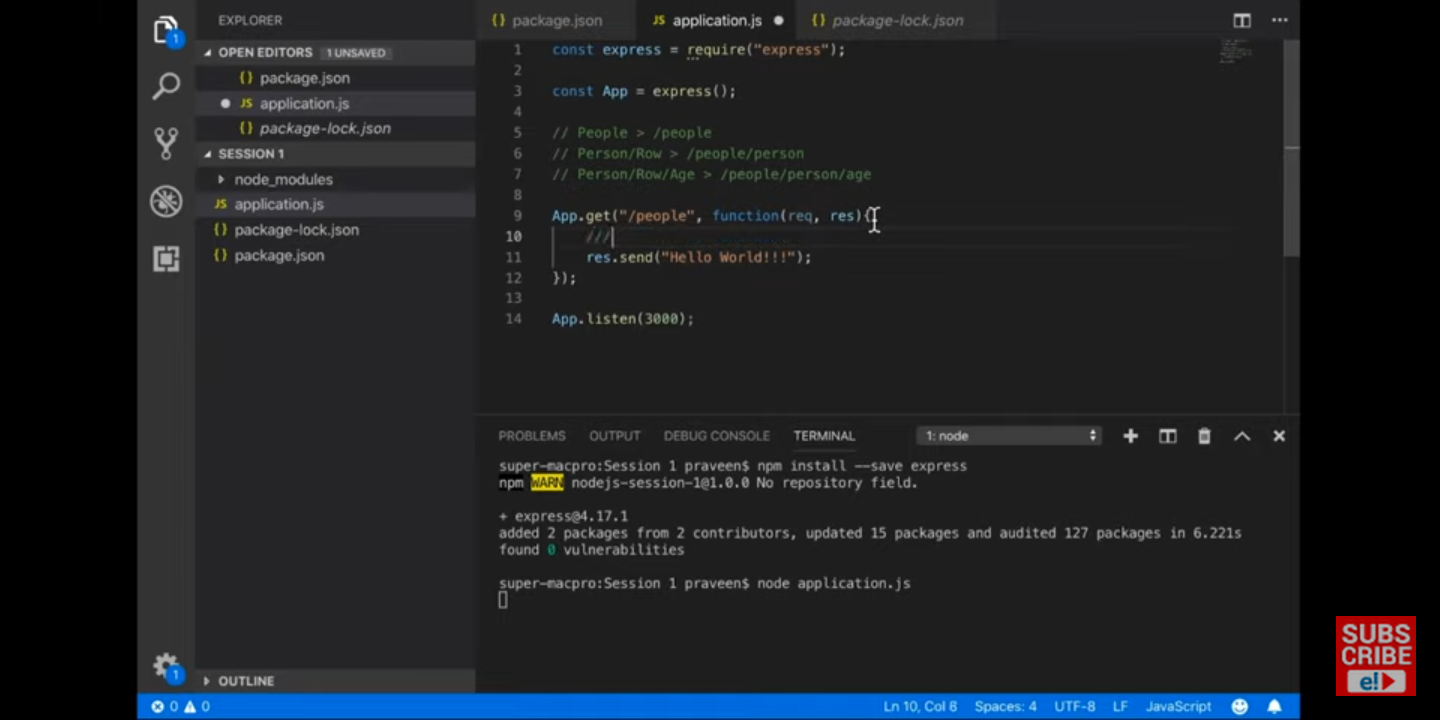 EXPLORER
OPEN EDITORS 1 UNSAVED
{} package.json
JS application.js
{} package-lock.json
SESSION 1
node_modules
JS application.js
package-lock.json
package.json
OUTLINE
{} package.json JS application.js {} package-lock.json ...
1 const express = require("express");
2
3 const App = express();
4
5 // People > /people
6 // Person/Row > /people/person
7 // Person/Row/Age > /people/person/age
8
9 App.get("/people", function(req, res){
10 ///
11 res.send("Hello World!!!");
12 });
13
14 App.listen(3000);
PROBLEMS OUTPUT DEBUG CONSOLE TERMINAL 1: node
super-macpro:Session 1 praveen$ npm install --save express
npm WARN nodejs-session-1@1.0.0 No repository field.
+ express@4.17.1
added 2 packages from 2 contributors, updated 15 packages and audited 127 packages in 6.221s
found 0 vulnerabilities
super-macpro:Session 1 praveen$ node application.js
1
1
0 0 Ln 10, Col 6 Spaces: 4 UTF-8 LF JavaScript
SUBS
CRIBE
e!